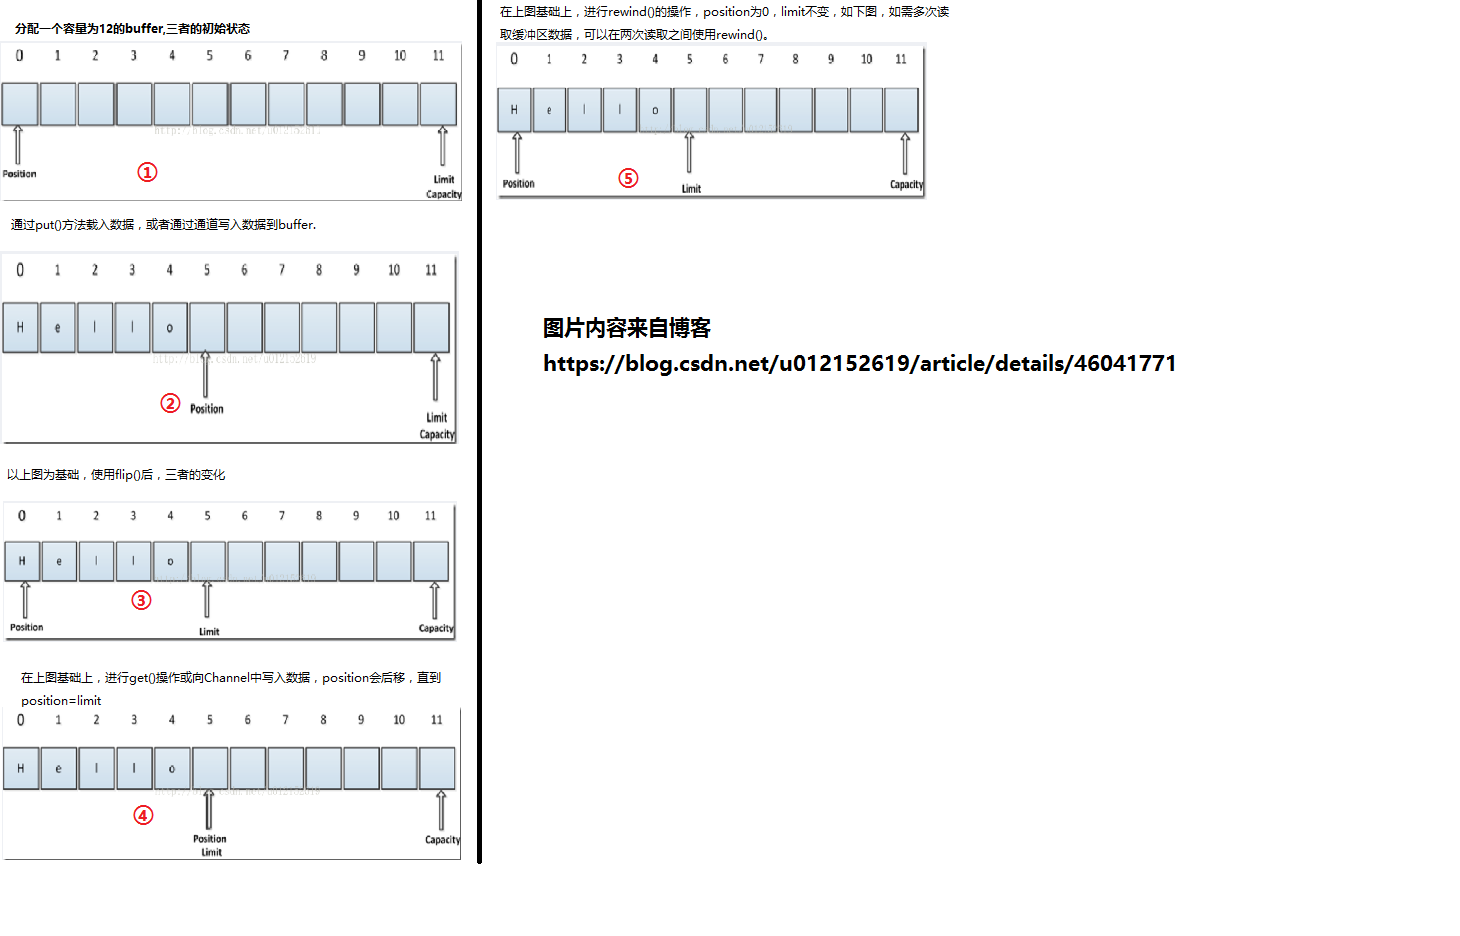 分配一个容量为12的buffer,三者的初始状态
0 1 2 3 4 5 6 7 8 9 10 11
Position
①
Limit
Capacity
通过put()方法载入数据，或者通过通道写入数据到buffer.
0 1 2 3 4 5 6 7 8 9 10 11
H e l l o
http://blog.csdn.net/u012152619
② Position
Limit
Capacity
以上图为基础，使用flip()后，三者的变化
0 1 2 3 4 5 6 7 8 9 10 11
H e l l o
③
Position
Limit
Capacity
在上图基础上，进行get()操作或向Channel中写入数据，position会后移，直到
position=limit
0 1 2 3 4 5 6 7 8 9 10 11
H e l l o
④
Position
Limit
Capacity
在上图基础上，进行rewind()的操作，position为0，limit不变，如下图，如需多次读
取缓冲区数据，可以在两次读取之间使用rewind()。
0 1 2 3 4 5 6 7 8 9 10 11
H e l l o
⑤
Position
Limit
Capacity
图片内容来自博客
https://blog.csdn.net/u012152619/article/details/46041771